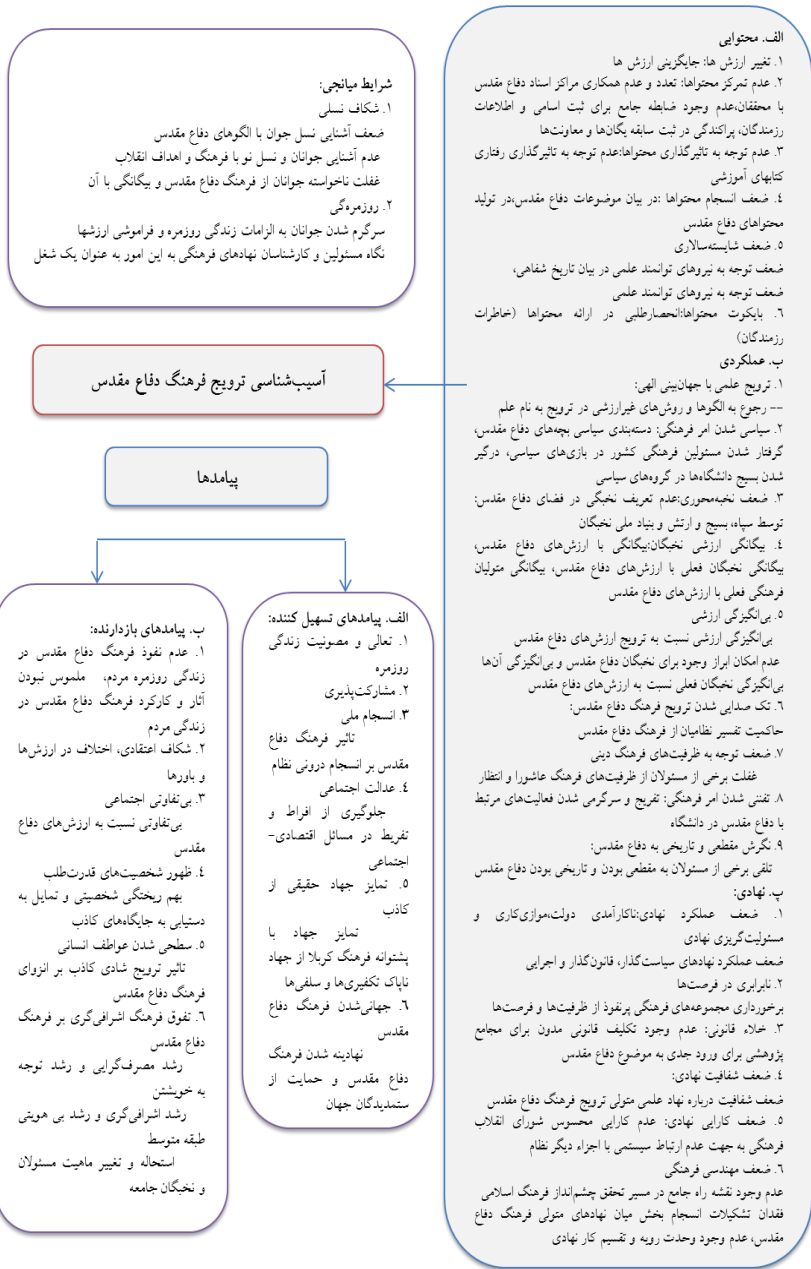 الف. محتوایی
۱. تغییر ارزش ها: جایگزینی ارزش ها
۲. عدم تمرکز محتواها: تعدد و عدم همکاری مراکز اسناد دفاع مقدس
با محققان،عدم وجود ضابطه جامع برای ثبت اسامی و اطلاعات
رزمندگان، پراکندگی در ثبت سابقه یگان‌ها و معاونت‌ها
۳. عدم توجه به تاثیرگذاری محتواها:عدم توجه به تاثیرگذاری رفتاری
کتابهای آموزشی
٤. ضعف انسجام محتواها :در بیان موضوعات دفاع مقدس،در تولید
محتواهای دفاع مقدس
٥. ضعف شایسته‌سالاری
ضعف توجه به نیروهای توانمند علمی در بیان تاریخ شفاهی،
ضعف توجه به نیروهای توانمند علمی
٦. بایکوت محتواها:انحصارطلبی در ارائه محتواها (خاطرات
رزمندگان)
ب. عملکردی
۱. ترویج علمی با جهان‌بینی الهی:
-- رجوع به الگوها و روش‌های غیرارزشی در ترویج به نام علم
۲. سیاسی شدن امر فرهنگی: دسته‌بندی سیاسی بچه‌های دفاع مقدس،
گرفتار شدن مسئولین فرهنگی کشور در بازی‌های سیاسی، درگیر
شدن بسیج دانشگاه‌ها در گروه‌های سیاسی
۳. ضعف نخبه‌محوری:عدم تعریف نخبگی در فضای دفاع مقدس:
توسط سپاه، بسیج و ارتش و بنیاد ملی نخبگان
٤. بیگانگی ارزشی نخبگان:بیگانگی با ارزش‌های دفاع مقدس،
بیگانگی نخبگان فعلی با ارزش‌های دفاع مقدس، بیگانگی متولیان
فرهنگی فعلی با ارزش‌های دفاع مقدس
٥. بی‌انگیزگی ارزشی
بی‌انگیزگی ارزشی نسبت به ترویج ارزش‌های دفاع مقدس
عدم امکان ابراز وجود برای نخبگان دفاع مقدس و بی‌انگیزگی آن‌ها
بی‌انگیزگی نخبگان فعلی نسبت به ارزش‌های دفاع مقدس
٦. تک صدایی شدن ترویج فرهنگ دفاع مقدس:
حاکمیت تفسیر نظامیان از فرهنگ دفاع مقدس
۷. ضعف توجه به ظرفیت‌های فرهنگ دینی
غفلت برخی از مسئولان از ظرفیت‌های فرهنگ عاشورا و انتظار
۸. تفننی شدن امر فرهنگی: تفریح و سرگرمی شدن فعالیت‌های مرتبط
با دفاع مقدس در دانشگاه
۹. نگرش مقطعی و تاریخی به دفاع مقدس:
تلقی برخی از مسئولان به مقطعی بودن و تاریخی بودن دفاع مقدس
پ. نهادی:
۱. ضعف عملکرد نهادی:ناکارآمدی دولت،موازی‌کاری و
مسئولیت‌گریزی نهادی
ضعف عملکرد نهادهای سیاست‌گذار، قانون‌گذار و اجرایی
۲. نابرابری در فرصت‌ها
برخورداری مجموعه‌های فرهنگی پرنفوذ از ظرفیت‌ها و فرصت‌ها
۳. خلاء قانونی: عدم وجود تکلیف قانونی مدون برای مجامع
پژوهشی برای ورود جدی به موضوع دفاع مقدس
٤. ضعف شفافیت نهادی:
ضعف شفافیت درباره نهاد علمی متولی ترویج فرهنگ دفاع مقدس
٥. ضعف کارایی نهادی: عدم کارایی محسوس شورای انقلاب
فرهنگی به جهت عدم ارتباط سیستمی با اجزاء دیگر نظام
٦. ضعف مهندسی فرهنگی
عدم وجود نقشه راه جامع در مسیر تحقق چشم‌انداز فرهنگ اسلامی
فقدان تشکیلات انسجام بخش میان نهادهای متولی فرهنگ دفاع
مقدس، عدم وجود وحدت رویه و تقسیم کار نهادی
شرایط میانجی:
۱. شکاف نسلی
ضعف آشنایی نسل جوان با الگوهای دفاع مقدس
عدم آشنایی جوانان و نسل نو با فرهنگ و اهداف انقلاب
غفلت ناخواسته جوانان از فرهنگ دفاع مقدس و بیگانگی با آن
۲. روزمره‌گی
سرگرم شدن جوانان به الزامات زندگی روزمره و فراموشی ارزشها
نگاه مسئولین و کارشناسان نهادهای فرهنگی به این امور به عنوان یک شغل
آسیب‌شناسی ترویج فرهنگ دفاع مقدس
پیامدها
الف. پیامدهای تسهیل کننده:
۱. تعالی و مصونیت زندگی
روزمره
۲. مشارکت‌پذیری
۳. انسجام ملی
تاثیر فرهنگ دفاع
مقدس بر انسجام درونی نظام
٤. عدالت اجتماعی
جلوگیری از افراط و
تفریط در مسائل اقتصادی-
اجتماعی
٥. تمایز جهاد حقیقی از
کاذب
تمایز جهاد با
پشتوانه فرهنگ کربلا از جهاد
ناپاک تکفیری‌ها و سلفی‌ها
٦. جهانی‌شدن فرهنگ دفاع
مقدس
نهادینه شدن فرهنگ
دفاع مقدس و حمایت از
ستمدیدگان جهان
ب. پیامدهای بازدارنده:
۱. عدم نفوذ فرهنگ دفاع مقدس در
زندگی روزمره مردم، ملموس نبودن
آثار و کارکرد فرهنگ دفاع مقدس در
زندگی مردم
۲. شکاف اعتقادی، اختلاف در ارزش‌ها
و باورها
۳. بی‌تفاوتی اجتماعی
بی‌تفاوتی نسبت به ارزش‌های دفاع
مقدس
٤. ظهور شخصیت‌های قدرت‌طلب
بهم ریختگی شخصیتی و تمایل به
دستیابی به جایگاه‌های کاذب
٥. سطحی شدن عواطف انسانی
تاثیر ترویج شادی کاذب بر انزوای
فرهنگ دفاع مقدس
٦. تفوق فرهنگ اشرافی‌گری بر فرهنگ
دفاع مقدس
رشد مصرف‌گرایی و رشد توجه
به خویشتن
رشد اشرافی‌گری و رشد بی هویتی
طبقه متوسط
استحاله و تغییر ماهیت مسئولان
و نخبگان جامعه